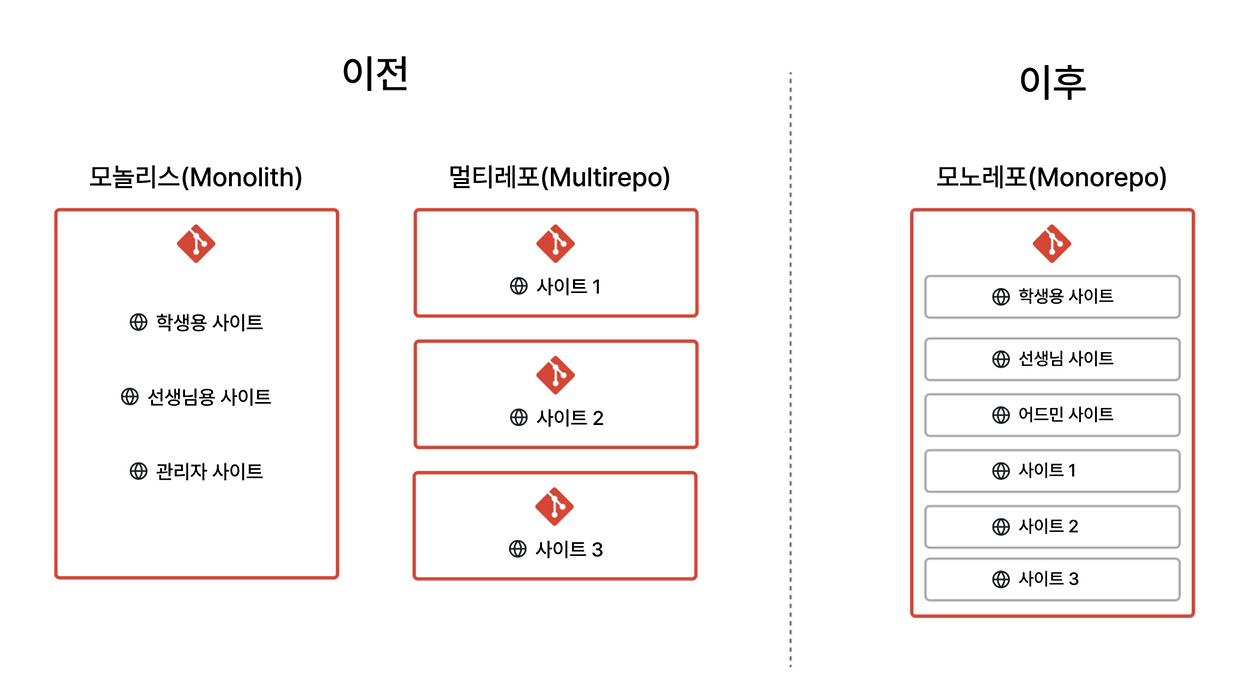 이전
모놀리스(Monolith)
학생용 사이트
선생님용 사이트
관리자 사이트
멀티레포(Multirepo)
사이트 1
사이트 2
사이트 3
이후
모노레포(Monorepo)
학생용 사이트
선생님 사이트
어드민 사이트
사이트 1
사이트 2
사이트 3